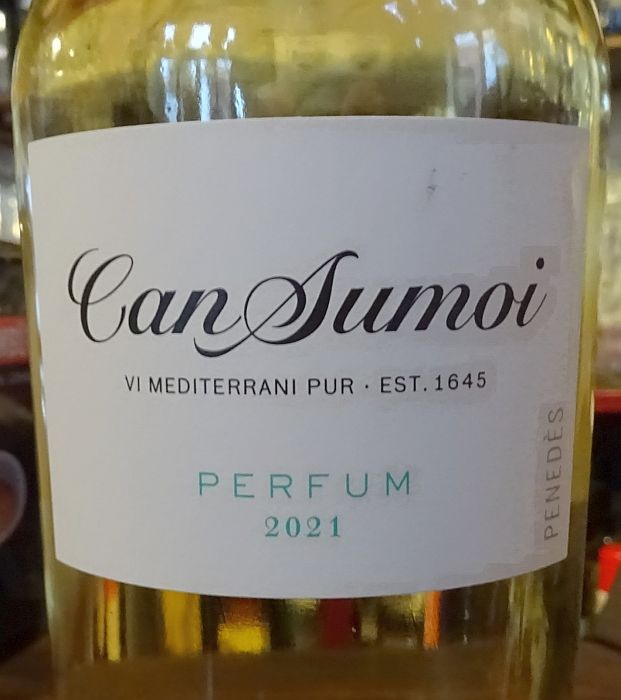 Can Sumoi
VI MEDITERRANI PUR · EST. 1645
PERFUM
2021
PENEDÈS